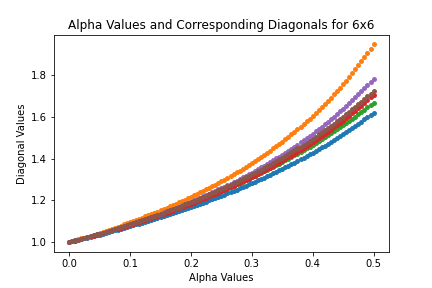 Alpha Values and Corresponding Diagonals for 6x6
Diagonal Values
1.8
1.6
1.4
1.2
1.0
0.0 0.1 0.2 0.3 0.4 0.5
Alpha Values